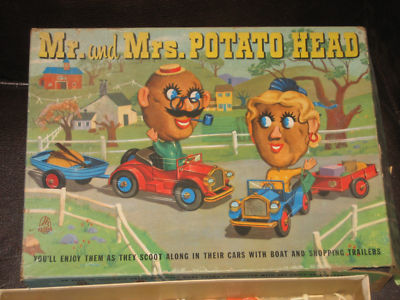 Mr. and Mrs. POTATO HEAD
YOU'LL ENJOY THEM AS THEY SCOOT ALONG IN THEIR CARS WITH BOAT AND SHOPPING TRAILERS